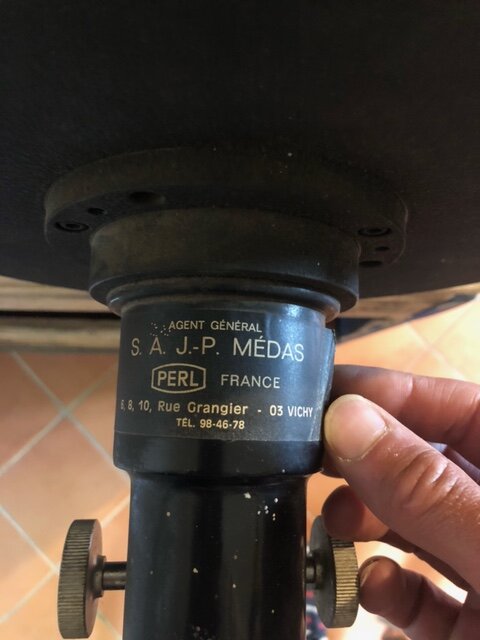 AGENT GÉNÉRAL
S. A. J.-P. MÉDAS
PERL FRANCE
6, 8, 10, Rue Grangier - 03 VICHY
TÉL. 98-46-78